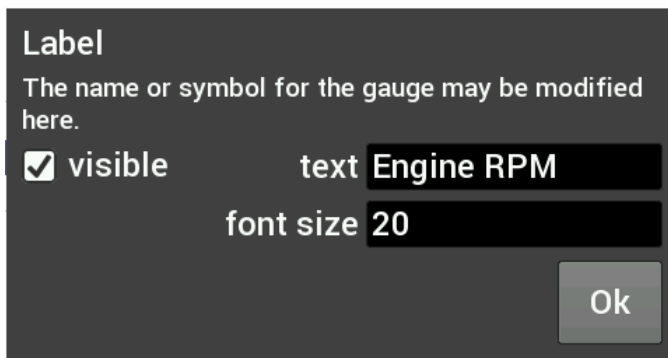 Label
The name or symbol for the gauge may be modified
here.
visible text Engine RPM
font size 20
Ok